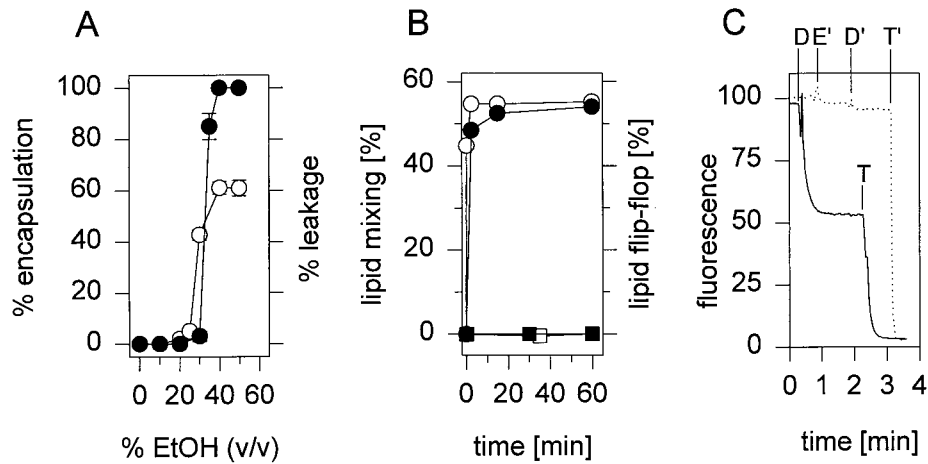 A
% encapsulation
100
80
60
40
20
0
0 20 40 60
% EtOH (v/v)
% leakage
B
lipid mixing [%]
60
40
20
0
0 20 40 60
time [min]
lipid flip-flop [%]
C
D E' D' T'
T
fluorescence
100
75
50
25
0
0 1 2 3 4
time [min]